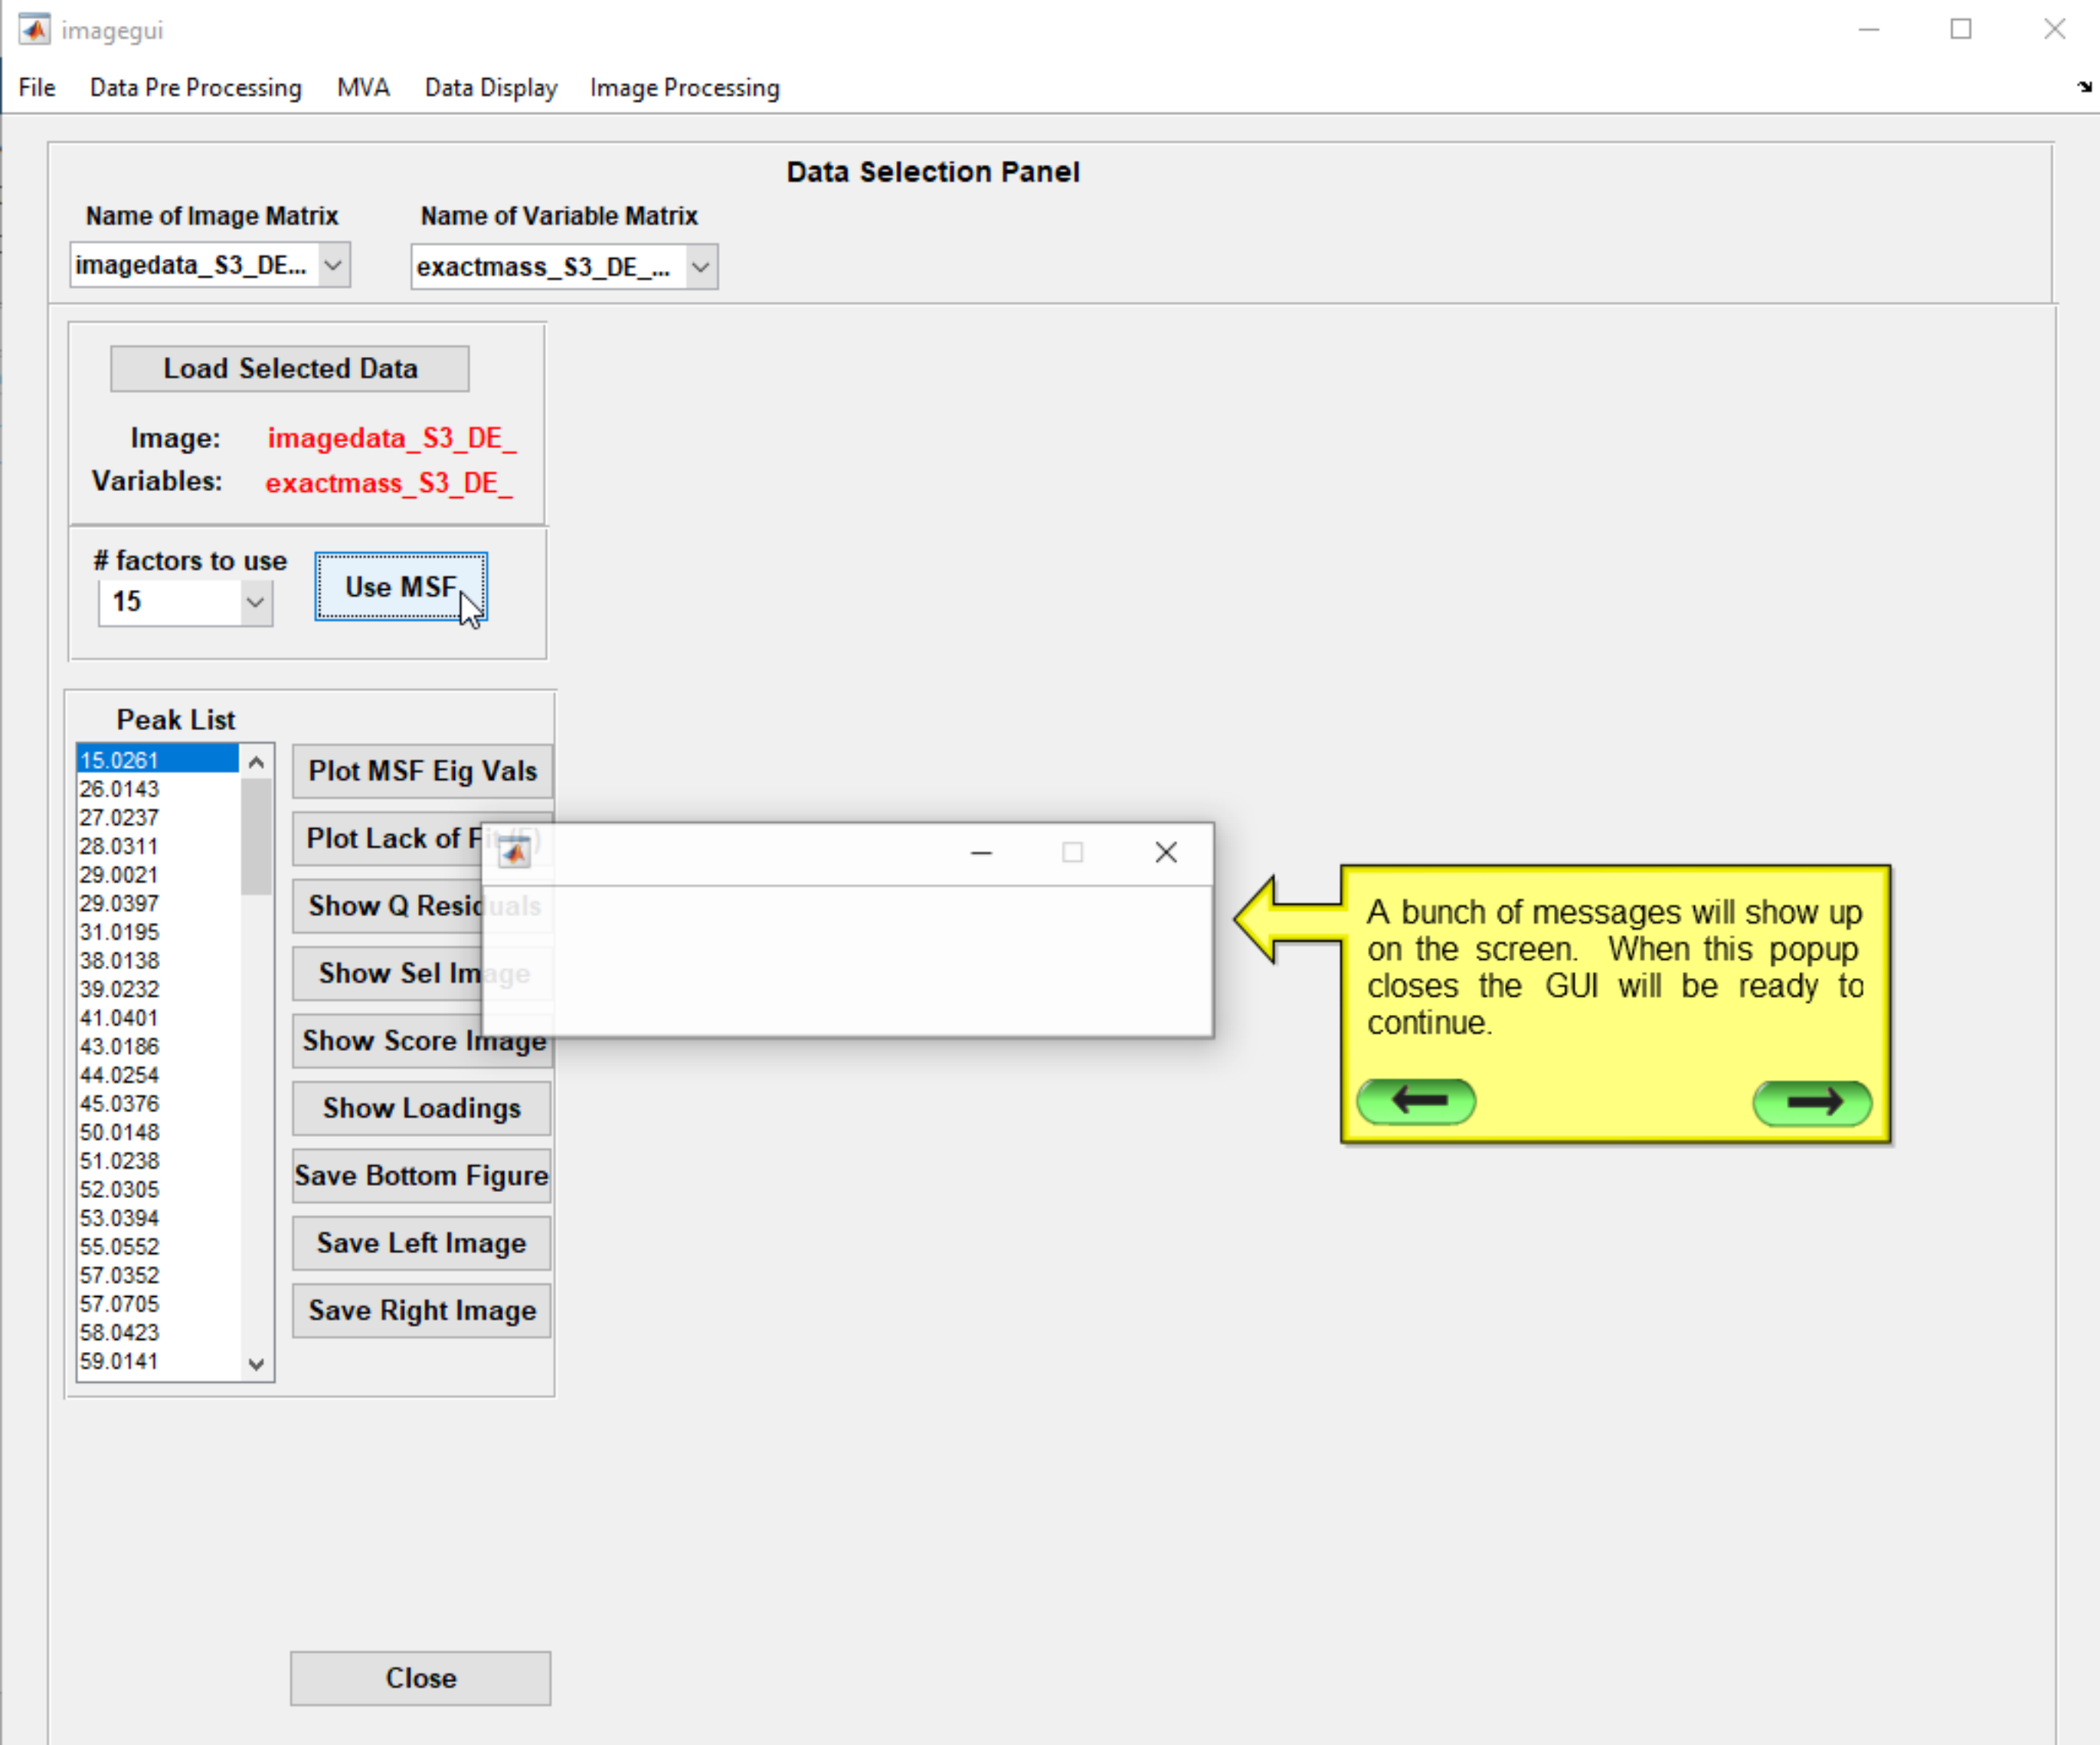 imagegui
File Data Pre Processing MVA Data Display Image Processing
Data Selection Panel
Name of Image Matrix Name of Variable Matrix
imagedata_S3_DE... exactmass_S3_DE_...
Load Selected Data
Image: imagedata_S3_DE_
Variables: exactmass_S3_DE_
# factors to use
15
Use MSF
Peak List
15.0261
26.0143
27.0237
28.0311
29.0021
29.0397
31.0195
38.0138
39.0232
41.0401
43.0186
44.0254
45.0376
50.0148
51.0238
52.0305
53.0394
55.0552
57.0352
57.0705
58.0423
59.0141
Plot MSF Eig Vals
Plot Lack of Fit (F)
Show Q Residuals
Show Sel Image
Show Score Image
Show Loadings
Save Bottom Figure
Save Left Image
Save Right Image
Close
A bunch of messages will show up
on the screen. When this popup
closes the GUI will be ready to
continue.